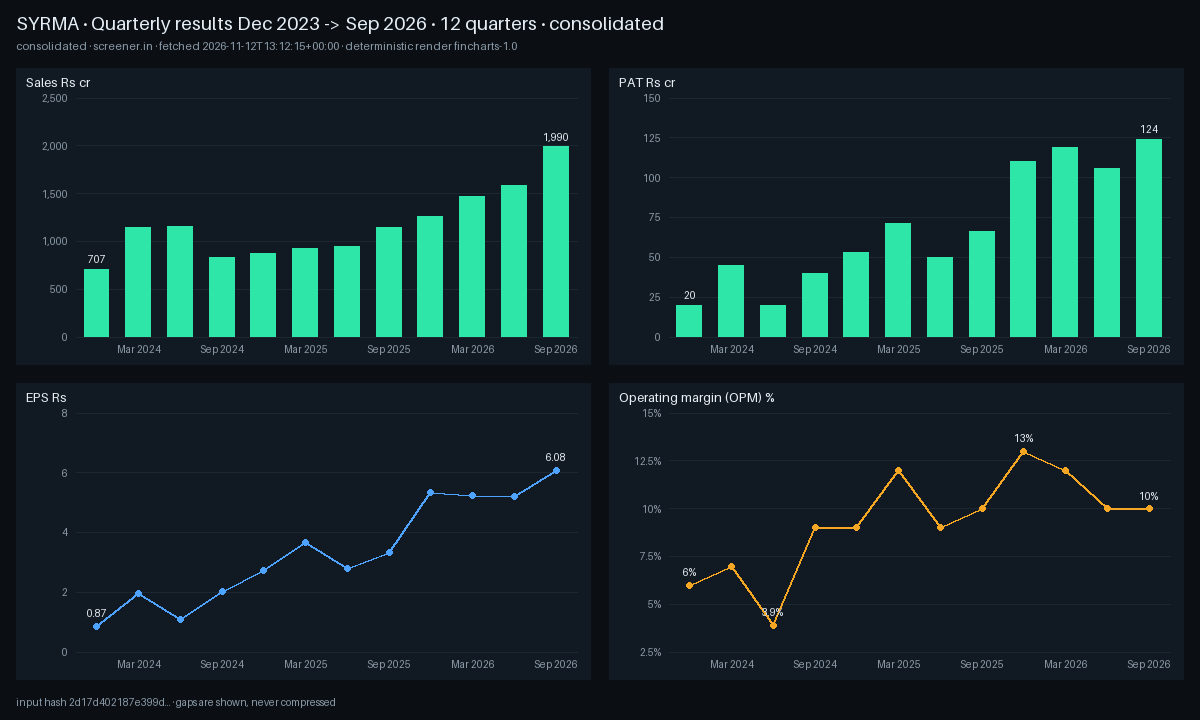 SYRMA · Quarterly results Dec 2023 -> Sep 2026 · 12 quarters · consolidated
consolidated · screener.in · fetched 2026-11-12T13:12:15+00:00 · deterministic render fincharts-1.0
Sales Rs cr
2,500
2,000
1,500
1,000
500
0
707
1,990
Mar 2024
Sep 2024
Mar 2025
Sep 2025
Mar 2026
Sep 2026
PAT Rs cr
150
125
100
75
50
25
0
20
124
Mar 2024
Sep 2024
Mar 2025
Sep 2025
Mar 2026
Sep 2026
EPS Rs
8
6
4
2
0
0.87
6.08
Mar 2024
Sep 2024
Mar 2025
Sep 2025
Mar 2026
Sep 2026
Operating margin (OPM) %
15%
12.5%
10%
7.5%
5%
2.5%
6%
3.9%
13%
10%
Mar 2024
Sep 2024
Mar 2025
Sep 2025
Mar 2026
Sep 2026
input hash 2d17d402187e399d… · gaps are shown, never compressed